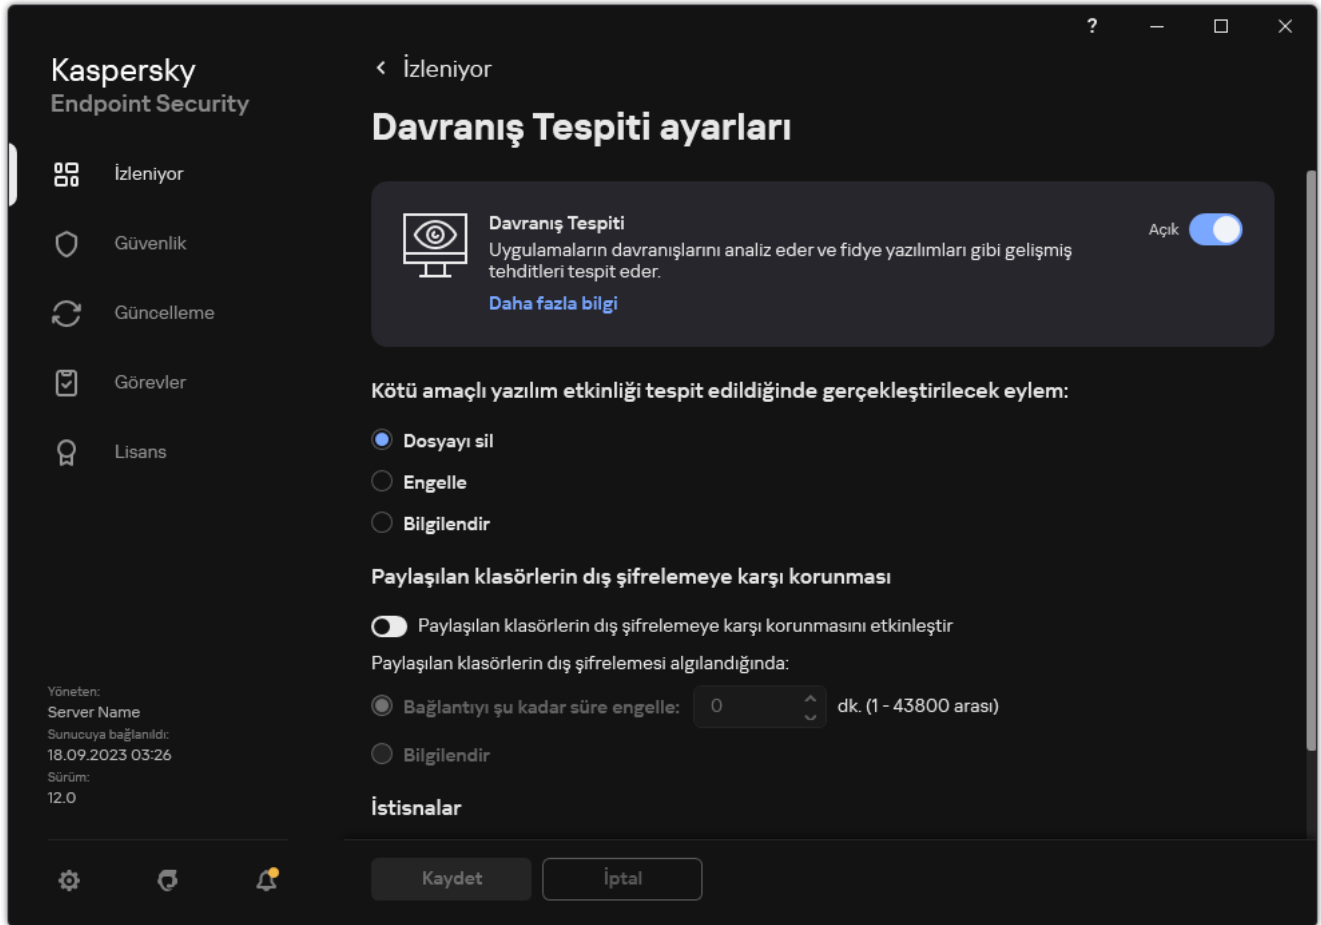 ?
Kaspersky
Endpoint Security
İzleniyor
Güvenlik
Güncelleme
Görevler
Lisans
Yöneten:
Server Name
Sunucuya bağlanıldı:
18.09.2023 03:26
Sürüm:
12.0
İzleniyor
Davranış Tespiti ayarları
Davranış Tespiti
Uygulamaların davranışlarını analiz eder ve fidye yazılımları gibi gelişmiş
tehditleri tespit eder.
Daha fazla bilgi
Açık
Kötü amaçlı yazılım etkinliği tespit edildiğinde gerçekleştirilecek eylem:
Dosyayı sil
Engelle
Bilgilendir
Paylaşılan klasörlerin dış şifrelemeye karşı korunması
Paylaşılan klasörlerin dış şifrelemeye karşı korunmasını etkinleştir
Paylaşılan klasörlerin dış şifrelemesi algılandığında:
Bağlantıyı şu kadar süre engelle: 0 dk. (1 - 43800 arası)
Bilgilendir
İstisnalar
Kaydet
İptal